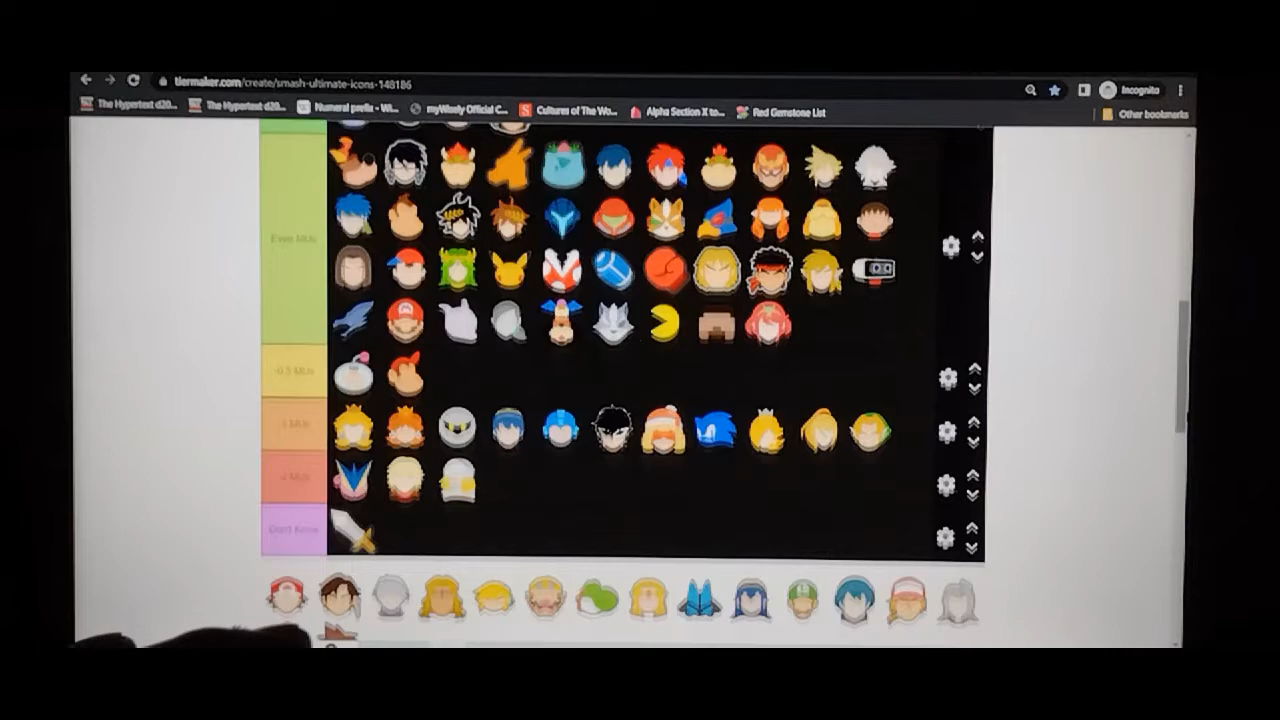 tiermaker.com/create/smash-ultimate-icons-148186
Incognito
The Hypertext d20...
The Hypertext d20...
Numeral prefix - Wi...
myWisely Official C...
Cultures of The Wo...
Alpha Section X to...
Red Gemstone List
Other bookmarks
Even MUs
-0.5 MUs
-1 MUs
-2 MUs
Don't Know